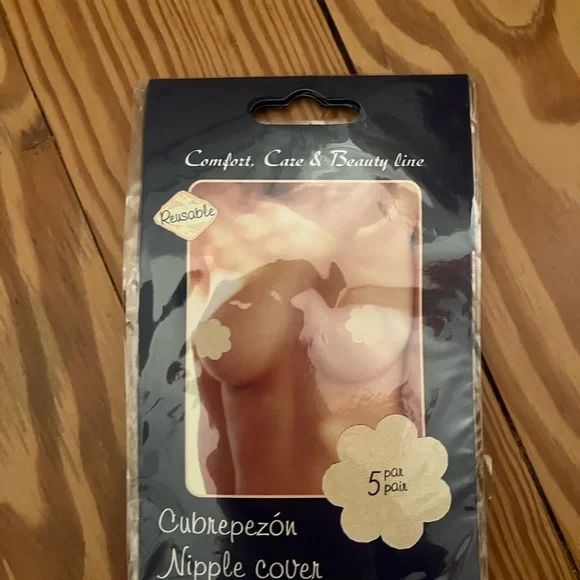 Comfort, Care & Beauty line
Reusable
5 par
pair
Cubrepezón
Nipple cover